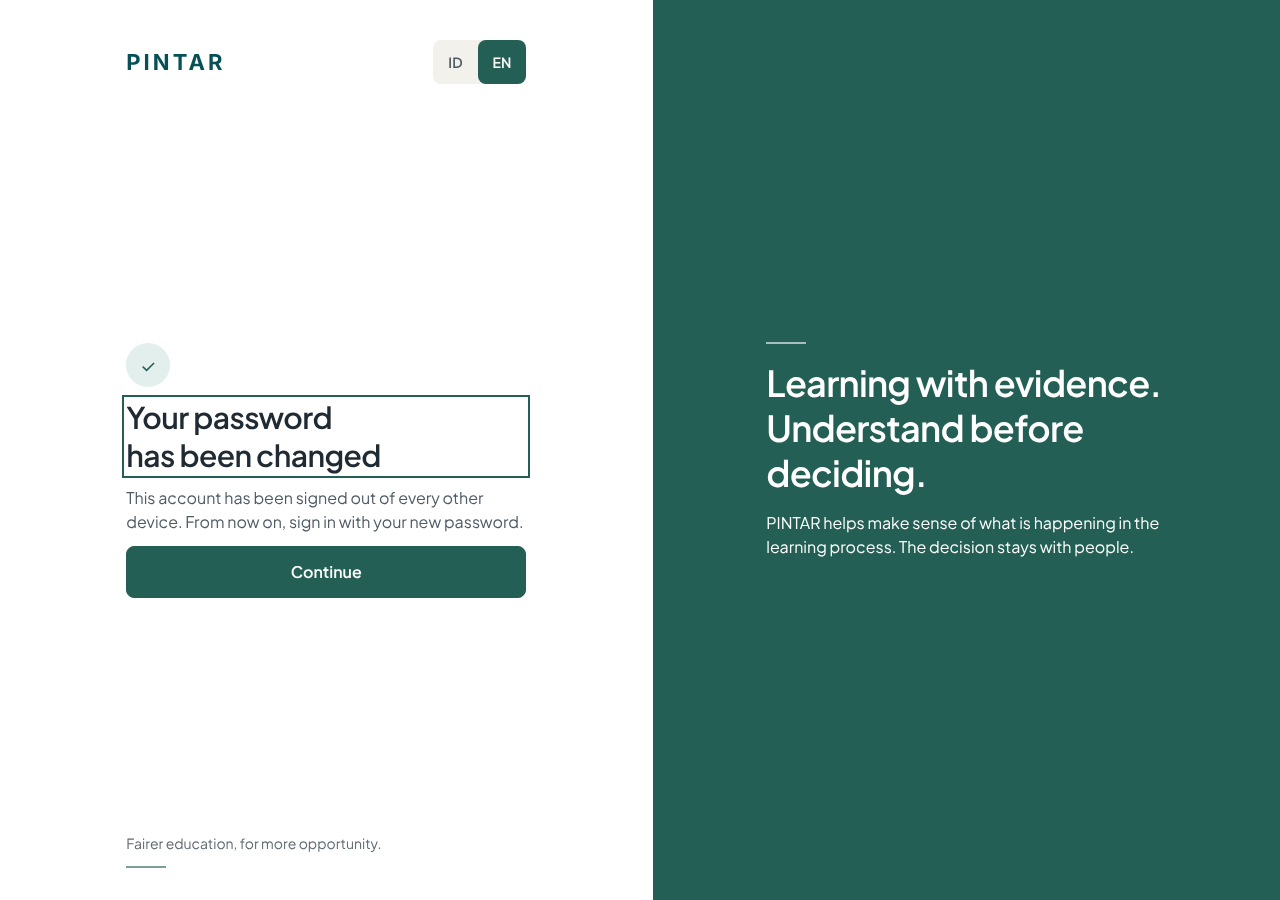 PINTAR
ID EN
Your password
has been changed
This account has been signed out of every other
device. From now on, sign in with your new password.
Continue
Fairer education, for more opportunity.
Learning with evidence.
Understand before
deciding.
PINTAR helps make sense of what is happening in the
learning process. The decision stays with people.